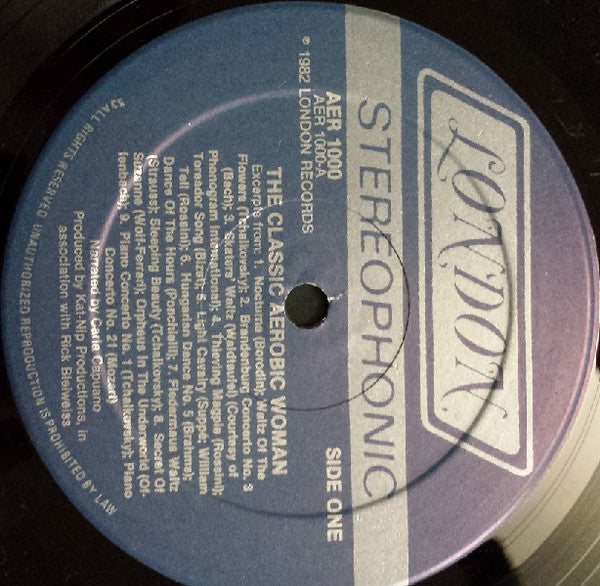 LONDON
STEREOPHONIC
AER 1000
AER 1000-A
℗ 1982 LONDON RECORDS
SIDE ONE
THE CLASSIC AEROBIC WOMAN
Excerpts from: 1. Nocturne (Borodin); Waltz Of The
Flowers (Tchaikovsky); 2. Brandenburg Concerto No. 3
(Bach); 3. Skaters' Waltz (Waldteufel) (Courtesy of
Phonogram International); 4. Thieving Magpie (Rossini);
Toreador Song (Bizet); 5. Light Cavalry (Suppe); William
Tell (Rossini); 6. Hungarian Dance No. 5 (Brahms);
Dance Of The Hours (Ponchielli); 7. Fledermaus Waltz
(Strauss); Sleeping Beauty (Tchaikovsky); 8. Secret Of
Suzanne (Wolf-Ferrari); Orpheus In The Underworld (Of-
fenbach); 9. Piano Concerto No. 1 (Tchaikovsky); Piano
Concerto No. 21 (Mozart)
Narrated by Catie Capuano
Produced by Kat-Nip Productions, in
association with Rick Bleiweiss
ALL RIGHTS RESERVED UNAUTHORIZED REPRODUCTION IS PROHIBITED BY LAW